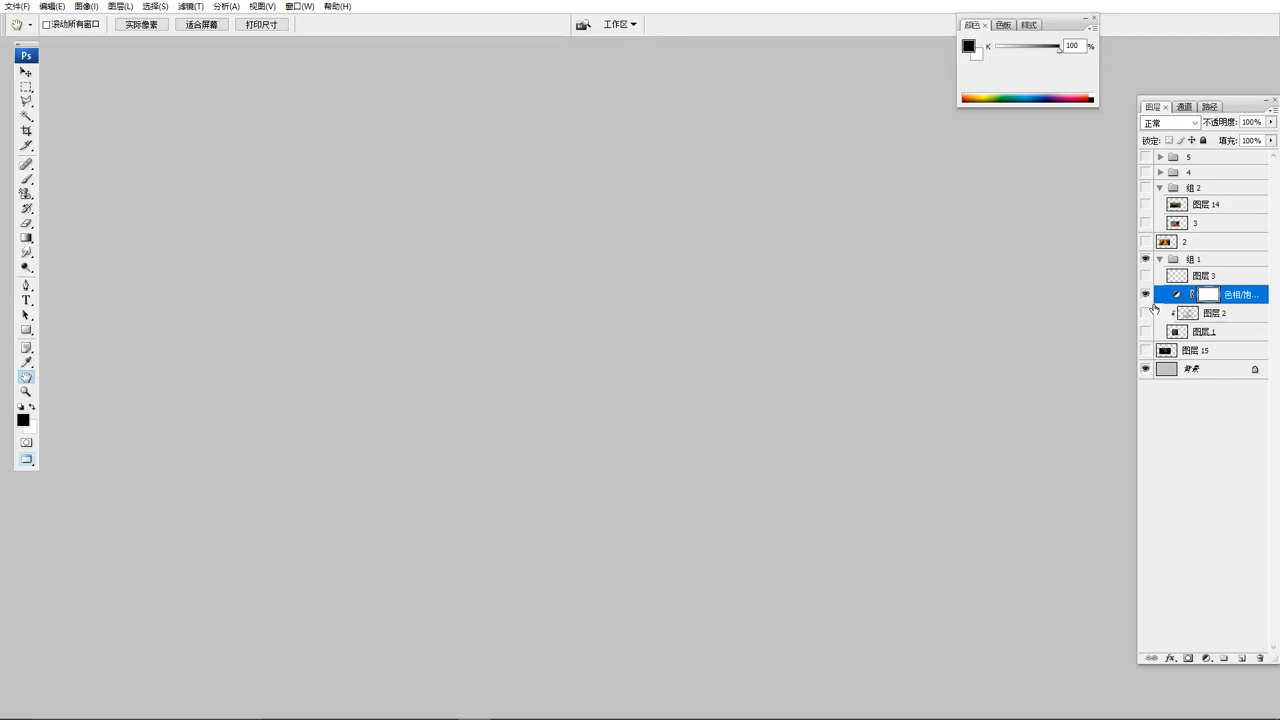 文件(F) 编辑(E) 图像(I) 图层(L) 选择(S) 滤镜(T) 分析(A) 视图(V) 窗口(W) 帮助(H)
滚动所有窗口 实际像素 适合屏幕 打印尺寸 工作区
颜色 色板 样式
K 100 %
Ps
图层 通道 路径
正常 不透明度: 100%
锁定: 填充: 100%
5
4
组 2
图层 14
3
2
组 1
图层 3
色相/饱...
图层 2
图层 1
图层 15
背景
fx